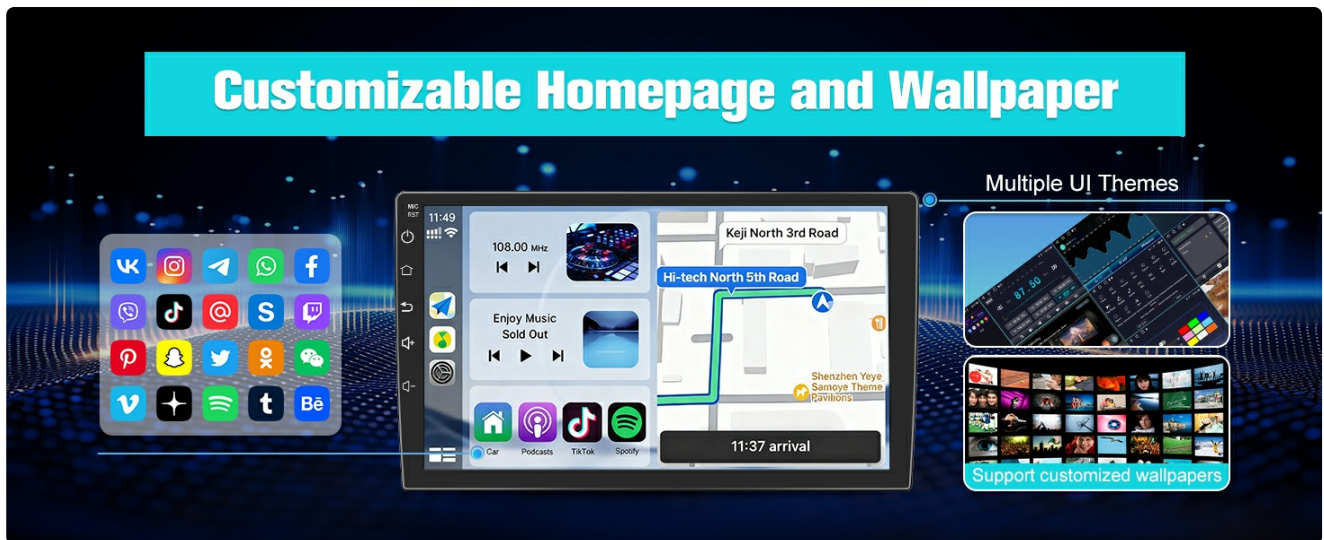 Customizable Homepage and Wallpaper
Multiple UI Themes
MIC
RST
11:49
108.00 MHz
Enjoy Music
Sold Out
Car
Podcasts
TikTok
Spotify
Keji North 3rd Road
Hi-tech North 5th Road
Shenzhen Yeye
Samoye Theme
Pavilions
11:37 arrival
87.50
Support customized wallpapers
Bē